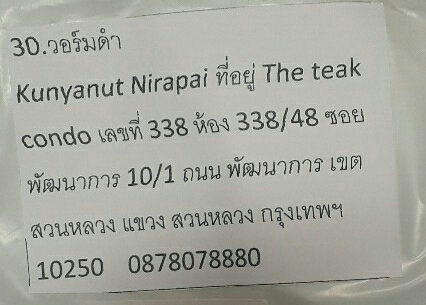 30.วอร์มดำ
Kunyanut Nirapai ที่อยู่ The teak
condo เลขที่ 338 ห้อง 338/48 ซอย
พัฒนาการ 10/1 ถนน พัฒนาการ เขต
สวนหลวง แขวง สวนหลวง กรุงเทพฯ
10250 0878078880